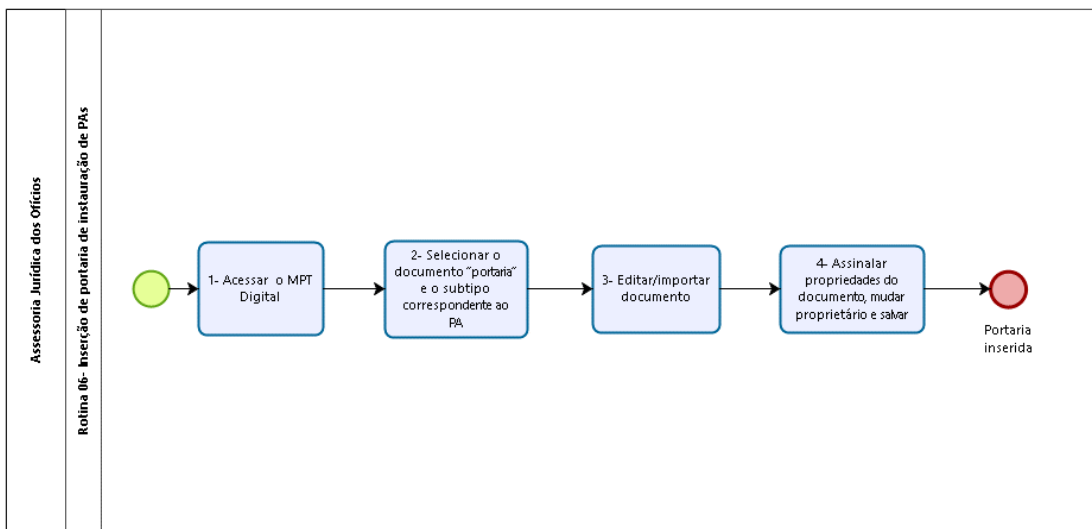 Assessoria Jurídica dos Ofícios
Rotina 06- Inserção de portaria de instauração de PAs
1- Acessar o MPT
Digital
2- Selecionar o
documento “portaria”
e o subtipo
correspondente ao
PA
3- Editar/importar
documento
4- Assinalar
propriedades do
documento, mudar
proprietário e salvar
Portaria
inserida